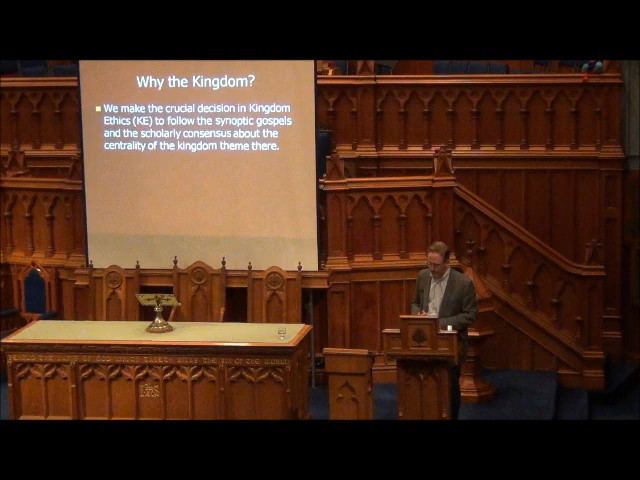 Why the Kingdom?
We make the crucial decision in Kingdom
Ethics (KE) to follow the synoptic gospels
and the scholarly consensus about the
centrality of the kingdom theme there.
IHS